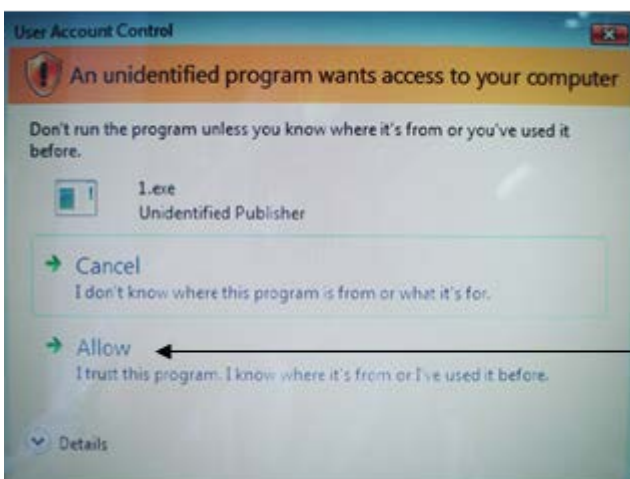 User Account Control
An unidentified program wants access to your computer
Don't run the program unless you know where it's from or you've used it
before.
1.exe
Unidentified Publisher
Cancel
I don't know where this program is from or what it's for.
Allow
I trust this program. I know where it's from or I've used it before.
Details